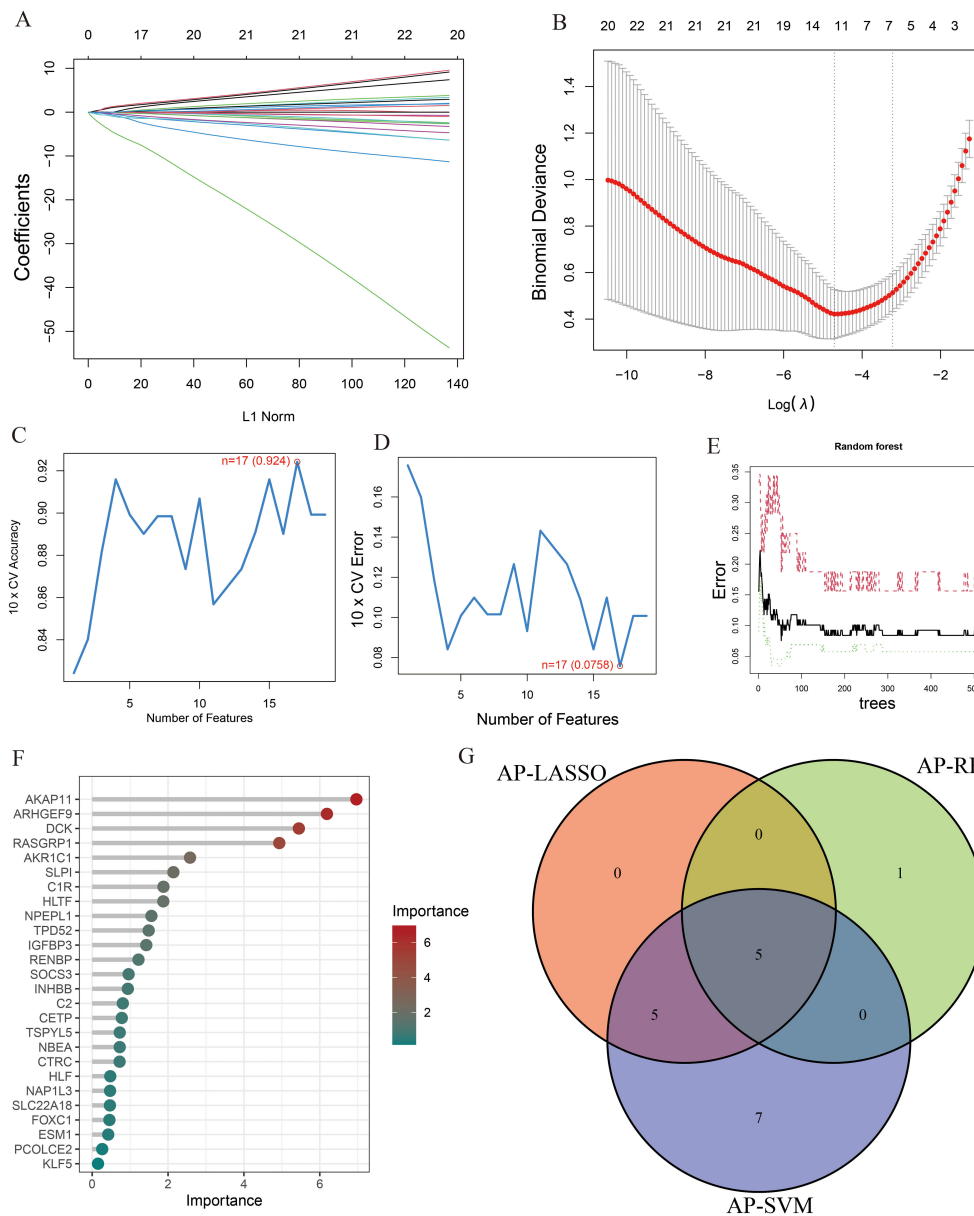 A
0 17 20 21 21 21 22 20
10
0
−10
−20
−30
−40
−50
Coefficients
0 20 40 60 80 100 120 140
L1 Norm
B
20 22 21 21 21 19 14 11 7 7 5 4 3
1.4
1.2
1.0
0.8
0.6
0.4
Binomial Deviance
−10 −8 −6 −4 −2
Log(λ)
C
n=17 (0.924)
0.92
0.90
0.88
0.86
0.84
10 x CV Accuracy
5 10 15
Number of Features
D
0.16
0.14
0.12
0.10
0.08
10 x CV Error
n=17 (0.0758)
5 10 15
Number of Features
E
Random forest
0.35
0.30
0.25
0.20
0.15
0.10
0.05
Error
0 100 200 300 400
trees
F
AKAP11
ARHGEF9
DCK
RASGRP1
AKR1C1
SLPI
C1R
HLTF
NPEPL1
TPD52
IGFBP3
RENBP
SOCS3
INHBB
C2
CETP
TSPYL5
NBEA
CTRC
HLF
NAP1L3
SLC22A18
FOXC1
ESM1
PCOLCE2
KLF5
0 2 4 6
Importance
Importance
6
4
2
G
AP-LASSO
0
0
1
5
5
0
7
AP-SVM